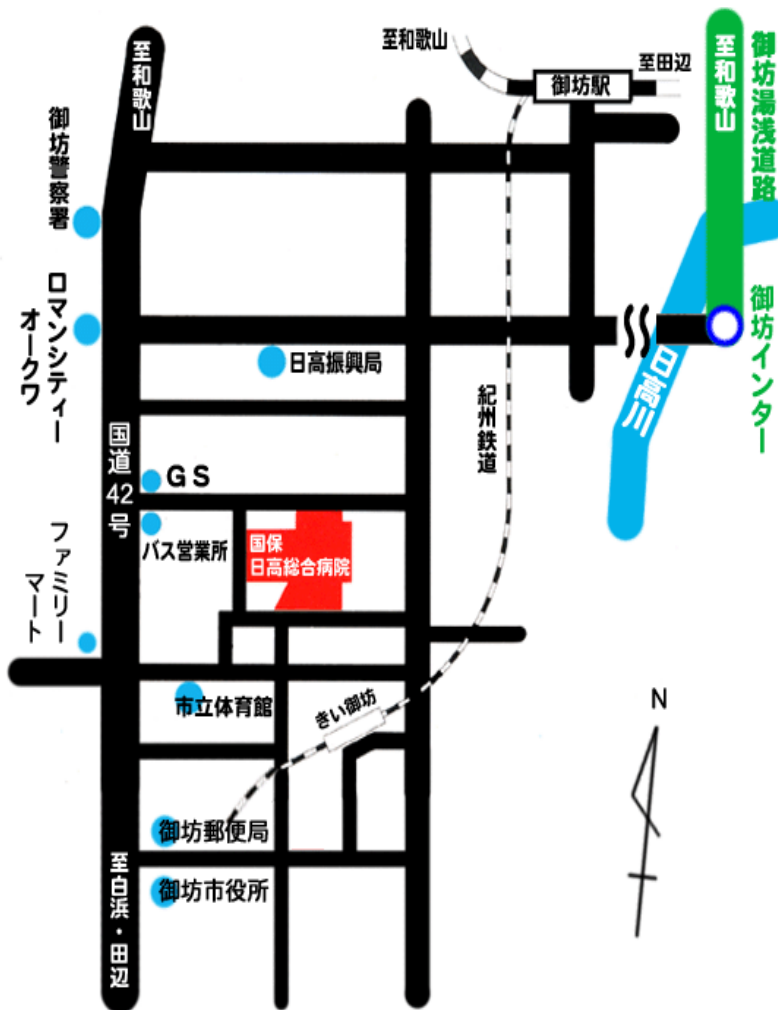 至和歌山
至田辺
御坊駅
至和歌山
御坊湯浅道路
至和歌山
御坊警察署
ロマンシティー
オークワ
日高振興局
御坊インター
日高川
紀州鉄道
国道
42
号
GS
バス営業所
国保
日高総合病院
ファミリー
マート
市立体育館
きい御坊
N
御坊郵便局
御坊市役所
至白浜・田辺